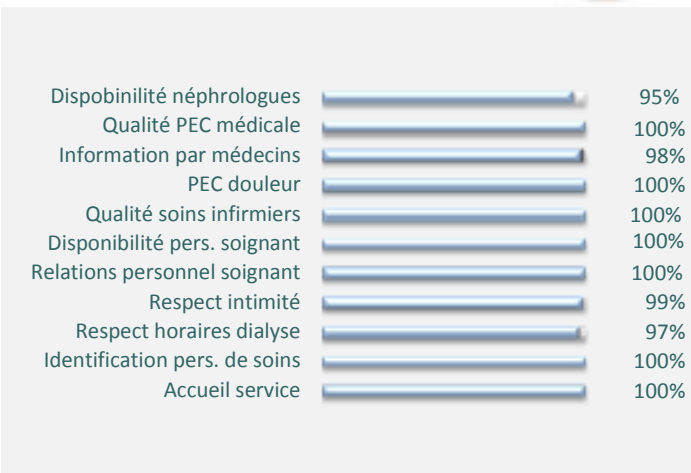 Dispobinilité néphrologues 95%
Qualité PEC médicale 100%
Information par médecins 98%
PEC douleur 100%
Qualité soins infirmiers 100%
Disponibilité pers. soignant 100%
Relations personnel soignant 100%
Respect intimité 99%
Respect horaires dialyse 97%
Identification pers. de soins 100%
Accueil service 100%